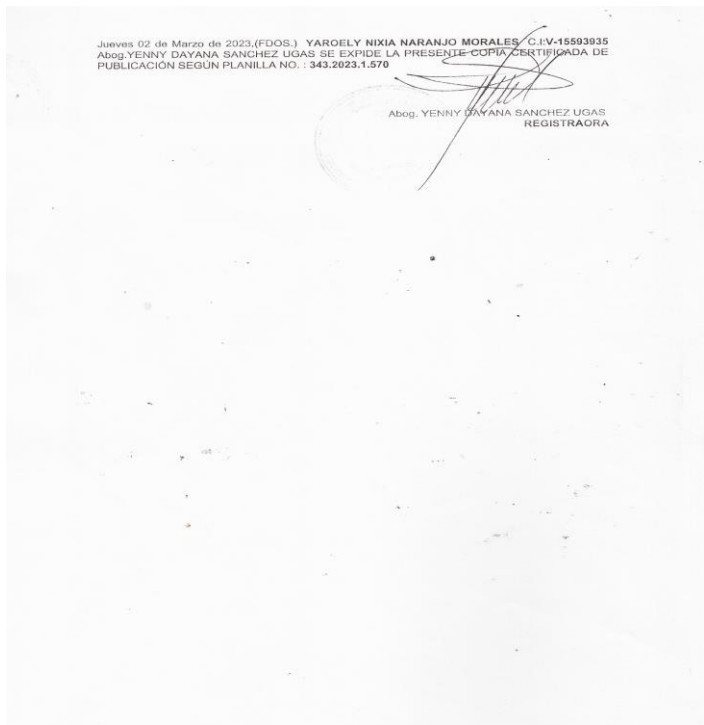 Jueves 02 de Marzo de 2023,(FDOS.) YAROELY NIXIA NARANJO MORALES C.I:V-15593935
Abog.YENNY DAYANA SANCHEZ UGAS SE EXPIDE LA PRESENTE COPIA CERTIFICADA DE
PUBLICACIÓN SEGÚN PLANILLA NO. : 343.2023.1.570
Abog. YENNY DAYANA SANCHEZ UGAS
REGISTRAORA